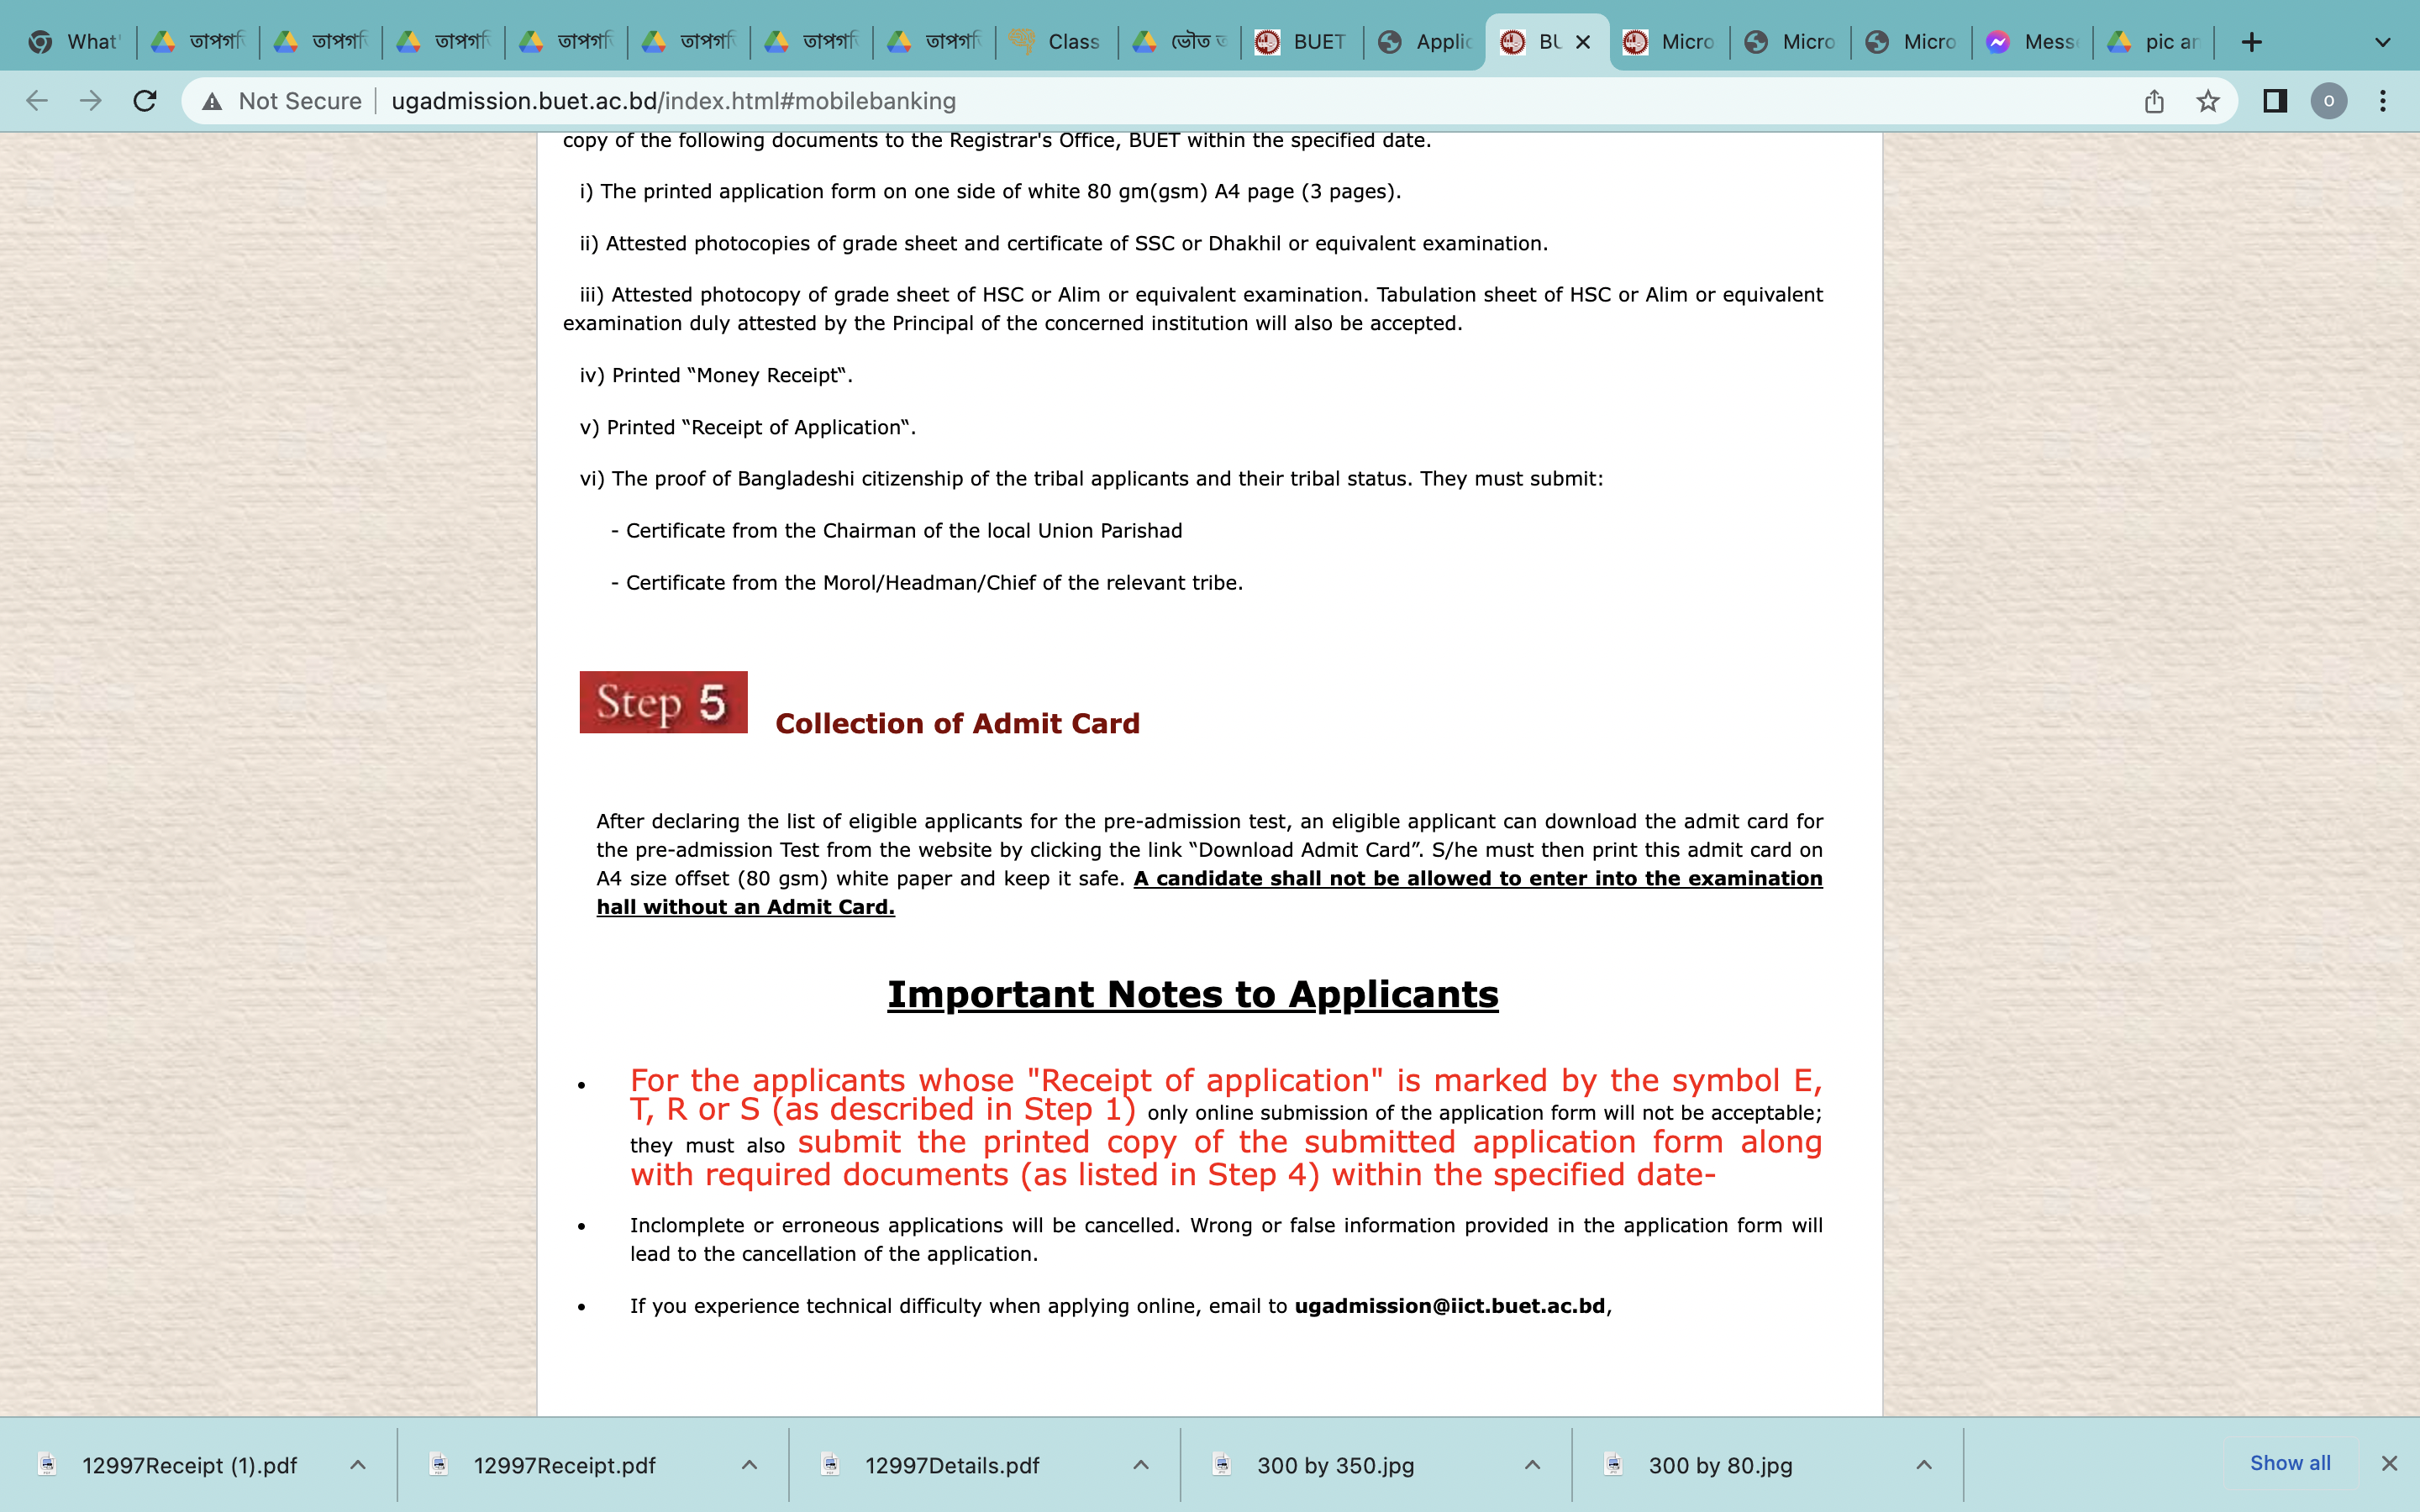 What'
তাপগি
তাপগি
তাপগি
তাপগি
তাপগি
তাপগি
তাপগি
Class
ভৌত
BUET
Applic
BU
Micro
Micro
Micro
Mess
pic ar
Not Secure ugadmission.buet.ac.bd/index.html#mobilebanking
O
copy of the following documents to the Registrar's Office, BUET within the specified date.
i) The printed application form on one side of white 80 gm(gsm) A4 page (3 pages).
ii) Attested photocopies of grade sheet and certificate of SSC or Dhakhil or equivalent examination.
iii) Attested photocopy of grade sheet of HSC or Alim or equivalent examination. Tabulation sheet of HSC or Alim or equivalent
examination duly attested by the Principal of the concerned institution will also be accepted.
iv) Printed “Money Receipt“.
v) Printed “Receipt of Application“.
vi) The proof of Bangladeshi citizenship of the tribal applicants and their tribal status. They must submit:
- Certificate from the Chairman of the local Union Parishad
- Certificate from the Morol/Headman/Chief of the relevant tribe.
Step 5 Collection of Admit Card
After declaring the list of eligible applicants for the pre-admission test, an eligible applicant can download the admit card for
the pre-admission Test from the website by clicking the link “Download Admit Card”. S/he must then print this admit card on
A4 size offset (80 gsm) white paper and keep it safe. A candidate shall not be allowed to enter into the examination
hall without an Admit Card.
Important Notes to Applicants
• For the applicants whose "Receipt of application" is marked by the symbol E,
T, R or S (as described in Step 1) only online submission of the application form will not be acceptable;
they must also submit the printed copy of the submitted application form along
with required documents (as listed in Step 4) within the specified date-
• Inclomplete or erroneous applications will be cancelled. Wrong or false information provided in the application form will
lead to the cancellation of the application.
• If you experience technical difficulty when applying online, email to ugadmission@iict.buet.ac.bd,
12997Receipt (1).pdf
12997Receipt.pdf
12997Details.pdf
300 by 350.jpg
300 by 80.jpg
Show all